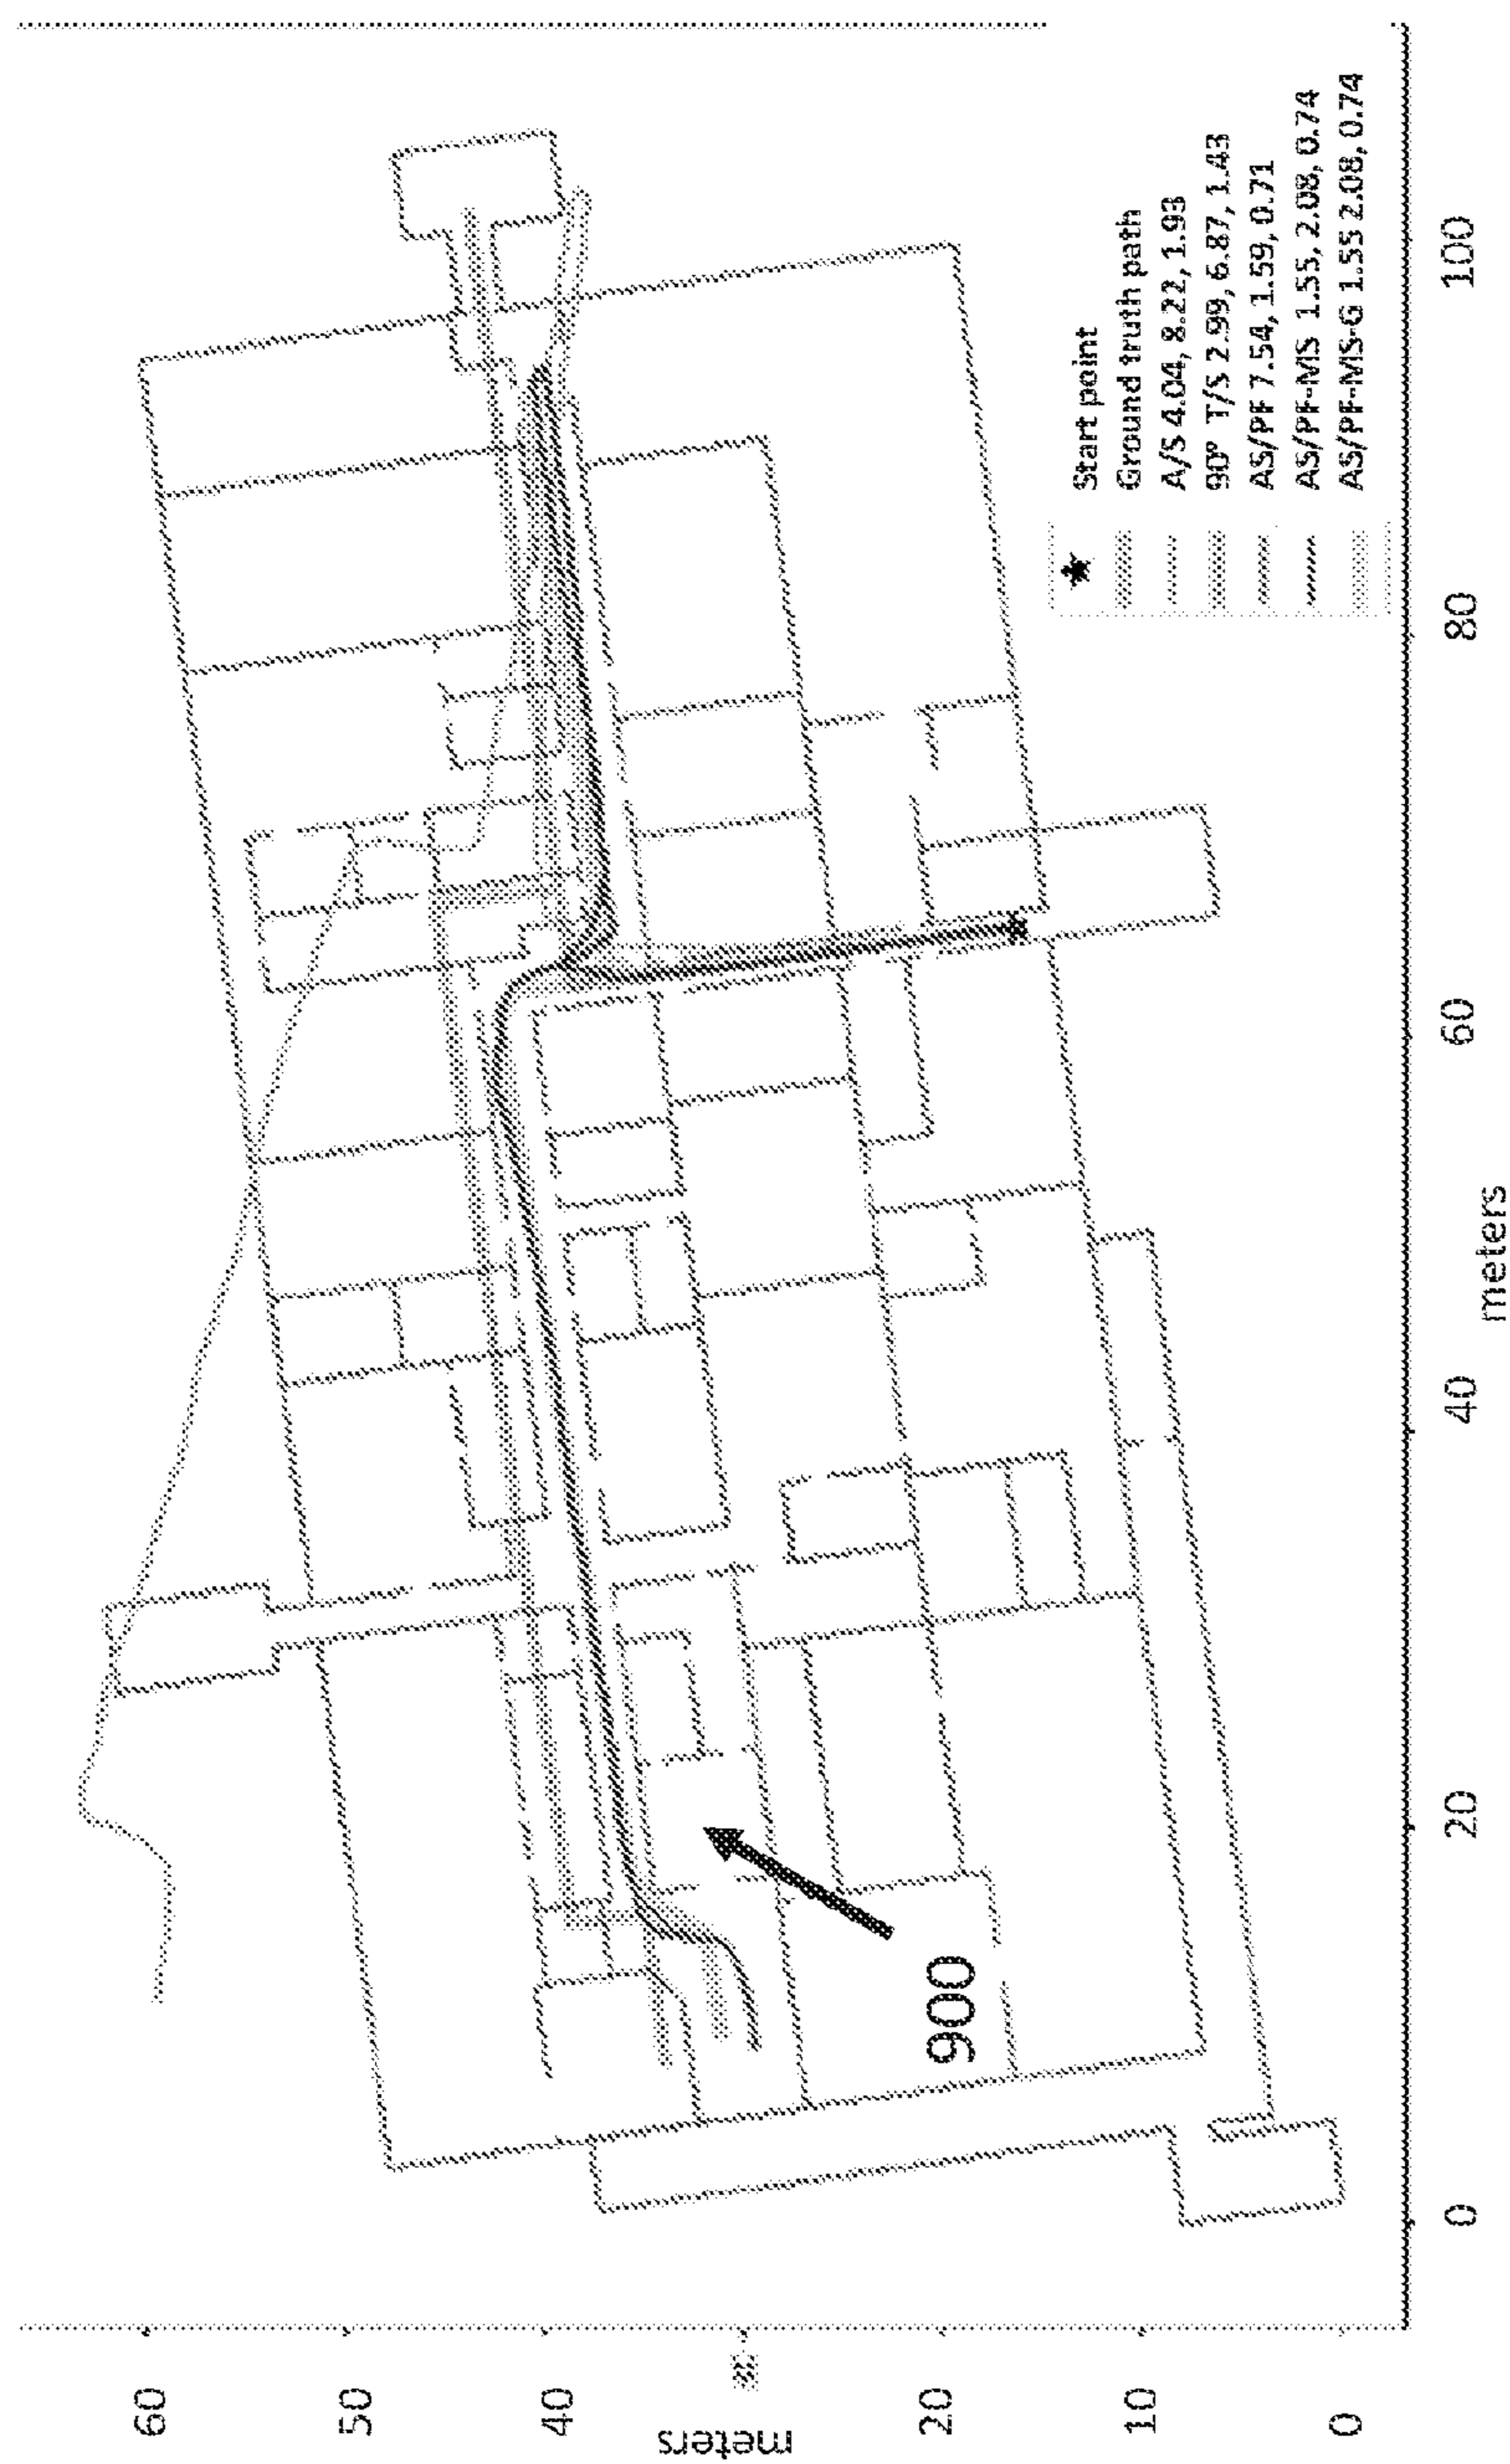 60
50
40
20
10
0
meters
900
0
20
40
60
80
100
meters
Start point
Ground truth path
A/S 4.04, 8.22, 1.93
90° T/S 2.99, 6.87, 1.43
AS/PF 7.54, 1.59, 0.71
AS/PF-MS 1.55, 2.08, 0.74
AS/PF-MS-G 1.55 2.08, 0.74